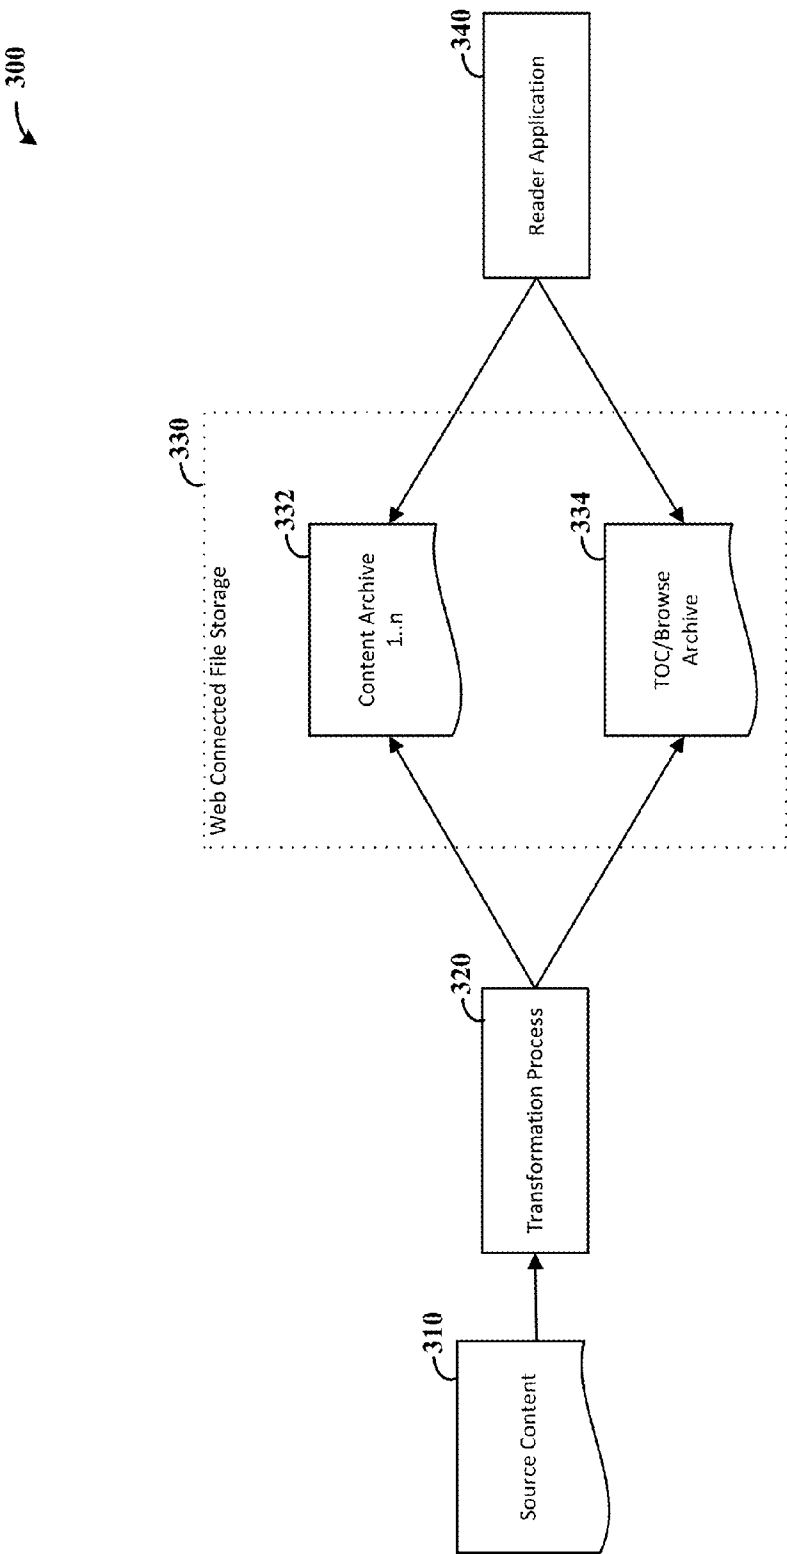 300
310
Source Content
320
Transformation Process
330
Web Connected File Storage
332
Content Archive
1..n
334
TOC/Browse
Archive
340
Reader Application